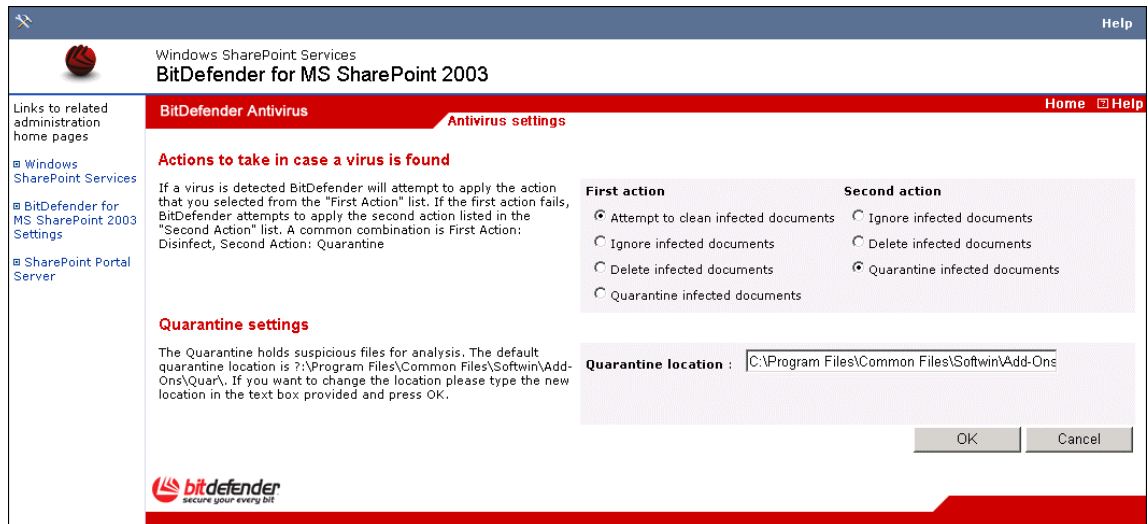 Help
Windows SharePoint Services
BitDefender for MS SharePoint 2003
Links to related
administration
home pages
Windows
SharePoint Services
BitDefender for
MS SharePoint 2003
Settings
SharePoint Portal
Server
BitDefender Antivirus
Antivirus settings
Home
Help
Actions to take in case a virus is found
If a virus is detected BitDefender will attempt to apply the action
that you selected from the "First Action" list. If the first action fails,
BitDefender attempts to apply the second action listed in the
"Second Action" list. A common combination is First Action:
Disinfect, Second Action: Quarantine
First action
Attempt to clean infected documents
Ignore infected documents
Delete infected documents
Quarantine infected documents
Second action
Ignore infected documents
Delete infected documents
Quarantine infected documents
Quarantine settings
The Quarantine holds suspicious files for analysis. The default
quarantine location is ?:\Program Files\Common Files\Softwin\Add-
Ons\Quar\. If you want to change the location please type the new
location in the text box provided and press OK.
Quarantine location :
C:\Program Files\Common Files\Softwin\Add-Ons
OK
Cancel
bitdefender
secure your every bit